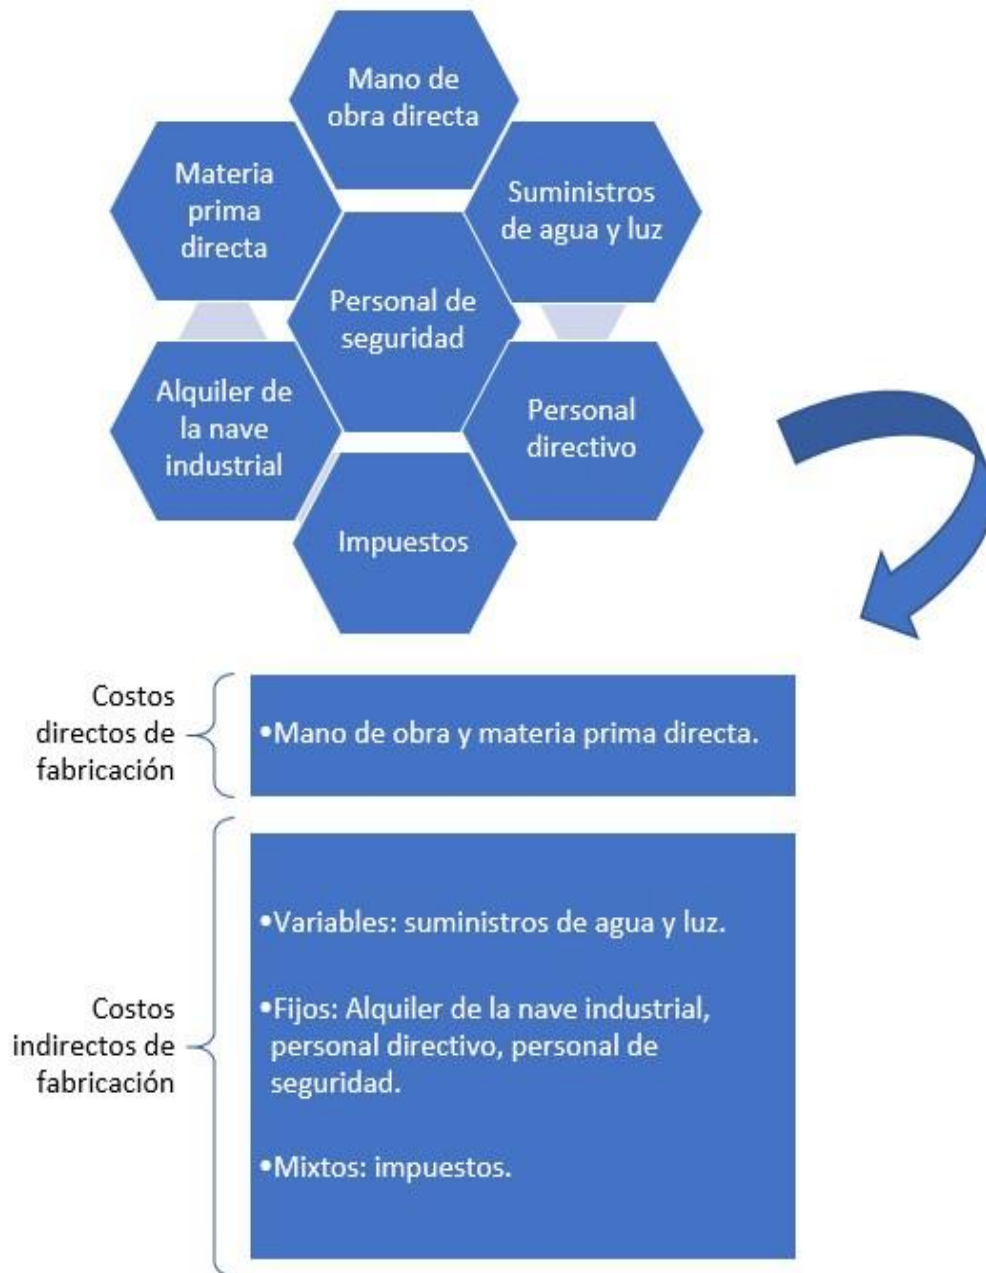 Mano de
obra directa
Materia
prima
directa
Suministros
de agua y luz
Personal de
seguridad
Alquiler de
la nave
industrial
Personal
directivo
Impuestos
Costos
directos de
fabricación
•Mano de obra y materia prima directa.
Costos
indirectos de
fabricación
•Variables: suministros de agua y luz.
•Fijos: Alquiler de la nave industrial,
personal directivo, personal de
seguridad.
•Mixtos: impuestos.